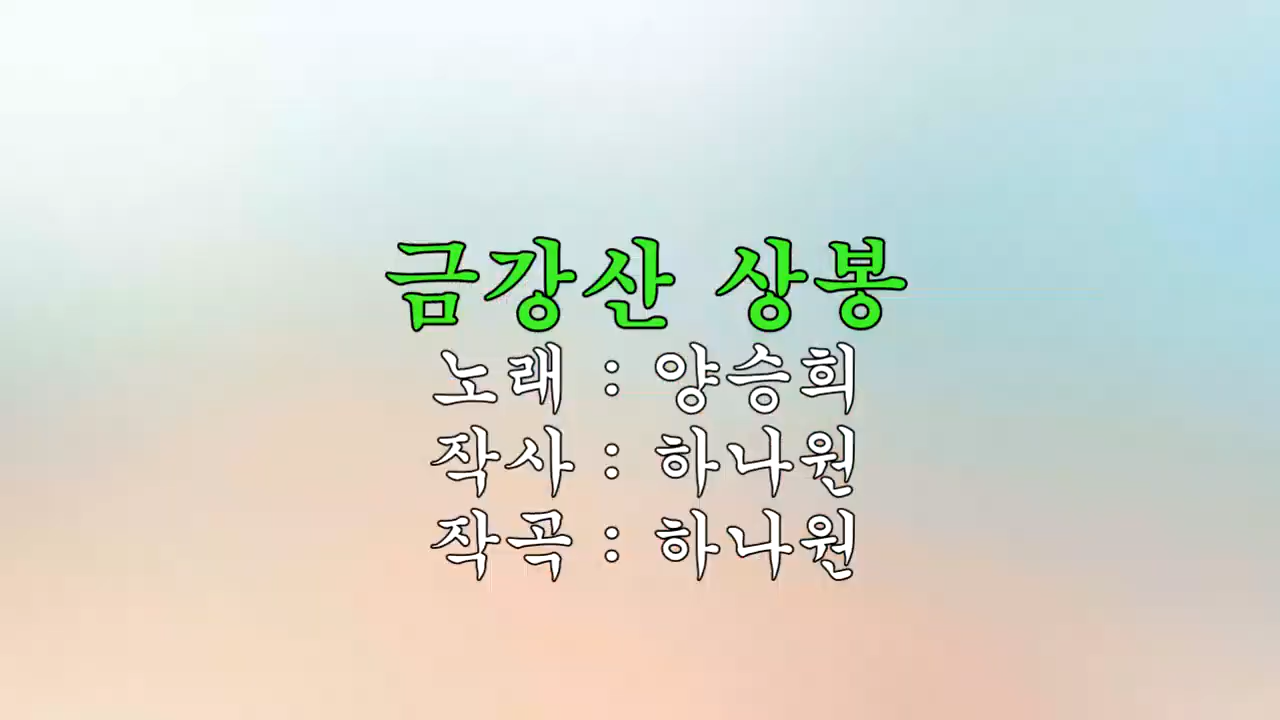 금강산 상봉
노래 : 양승희
작사 : 하나원
작곡 : 하나원